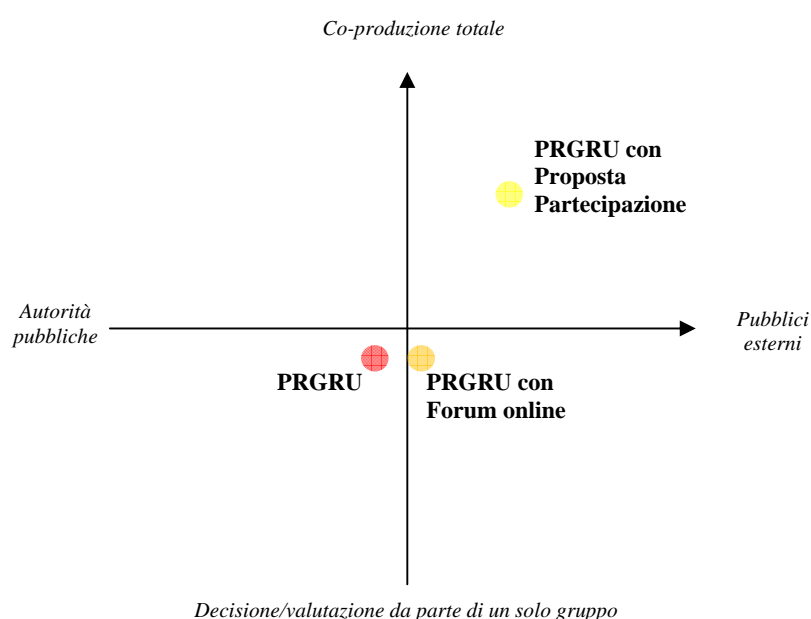 Co-produzione totale
PRGRU con
Proposta
Partecipazione
Autorità
pubbliche
Pubblici
esterni
PRGRU
PRGRU con
Forum online
Decisione/valutazione da parte di un solo gruppo